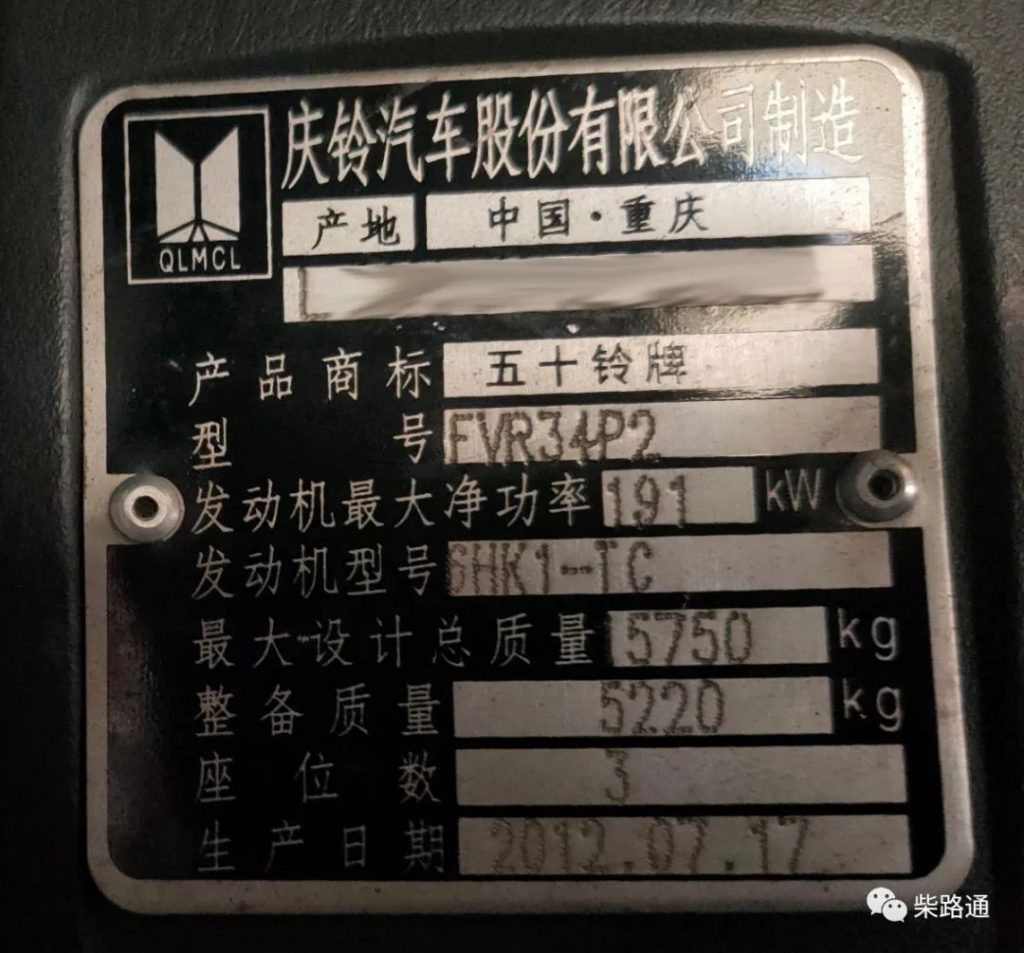 庆铃汽车股份有限公司制造
QLMCL
产地 中国·重庆
产品商标 五十铃牌
型号 FVR34P2
发动机最大净功率 191 kW
发动机型号 6HK1-TC
最大设计总质量 15750 kg
整备质量 5220 kg
座位数 3
生产日期 2012.07.17
柴路通